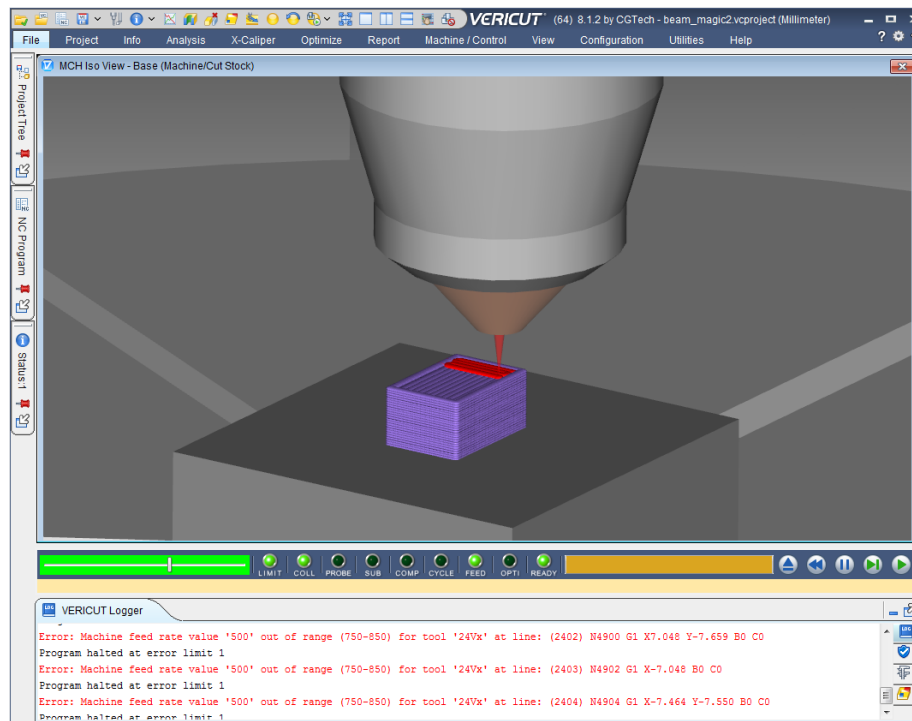 VERICUT (64) 8.1.2 by CGTech - beam_magic2.vcproject (Millimeter)
File Project Info Analysis X-Caliper Optimize Report Machine / Control View Configuration Utilities Help
MCH Iso View - Base (Machine/Cut Stock)
Project Tree
NC Program
Status:1
LIMIT COLL PROBE SUB COMP CYCLE FEED OPTI READY
VERICUT Logger
Error: Machine feed rate value '500' out of range (750-850) for tool '24Vx' at line: (2402) N4900 G1 X7.048 Y-7.659 B0 C0
Program halted at error limit 1
Error: Machine feed rate value '500' out of range (750-850) for tool '24Vx' at line: (2403) N4902 G1 X-7.048 B0 C0
Program halted at error limit 1
Error: Machine feed rate value '500' out of range (750-850) for tool '24Vx' at line: (2404) N4904 G1 X-7.464 Y-7.550 B0 C0
Program halted at error limit 1